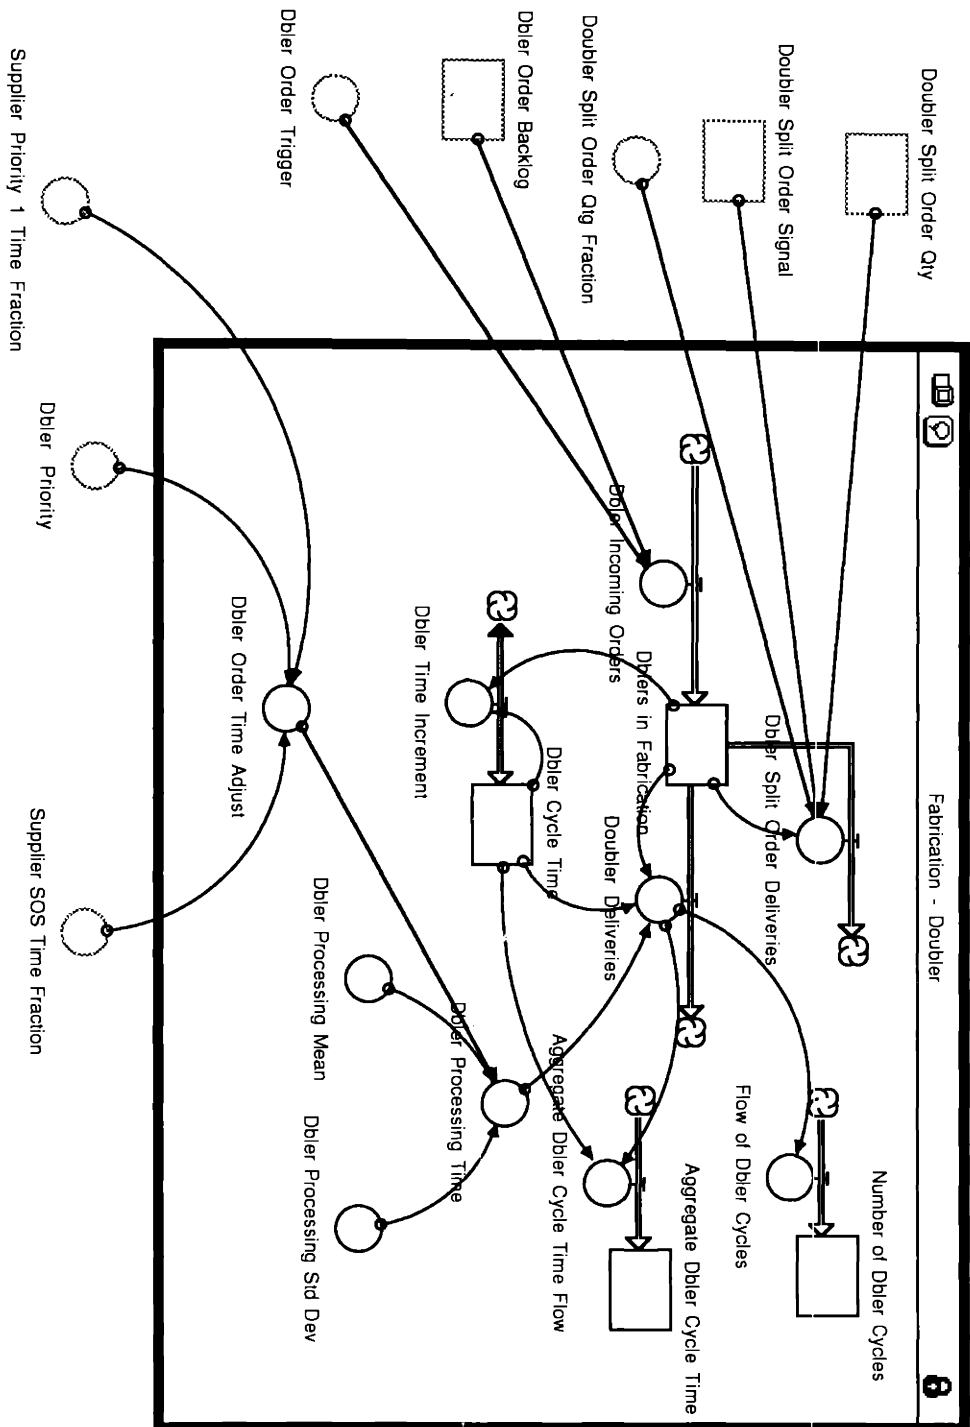 Fabrication - Doubler
Doubler Split Order Qty
Doubler Split Order Signal
Doubler Split Order Qtg Fraction
Dbler Order Backlog
Dbler Order Trigger
Supplier Priority 1 Time Fraction
Number of Dbler Cycles
Flow of Dbler Cycles
Dbler Split Order Deliveries
Aggregate Dbler Cycle Time
Dblers in Fabrication
Dbler Incoming Orders
Doubler Deliveries
Dbler Cycle Time
Aggregate Dbler Cycle Time Flow
Dbler Time Increment
Dbler Processing Time
Dbler Processing Mean
Dbler Processing Std Dev
Dbler Order Time Adjust
Dbler Priority
Supplier SOS Time Fraction